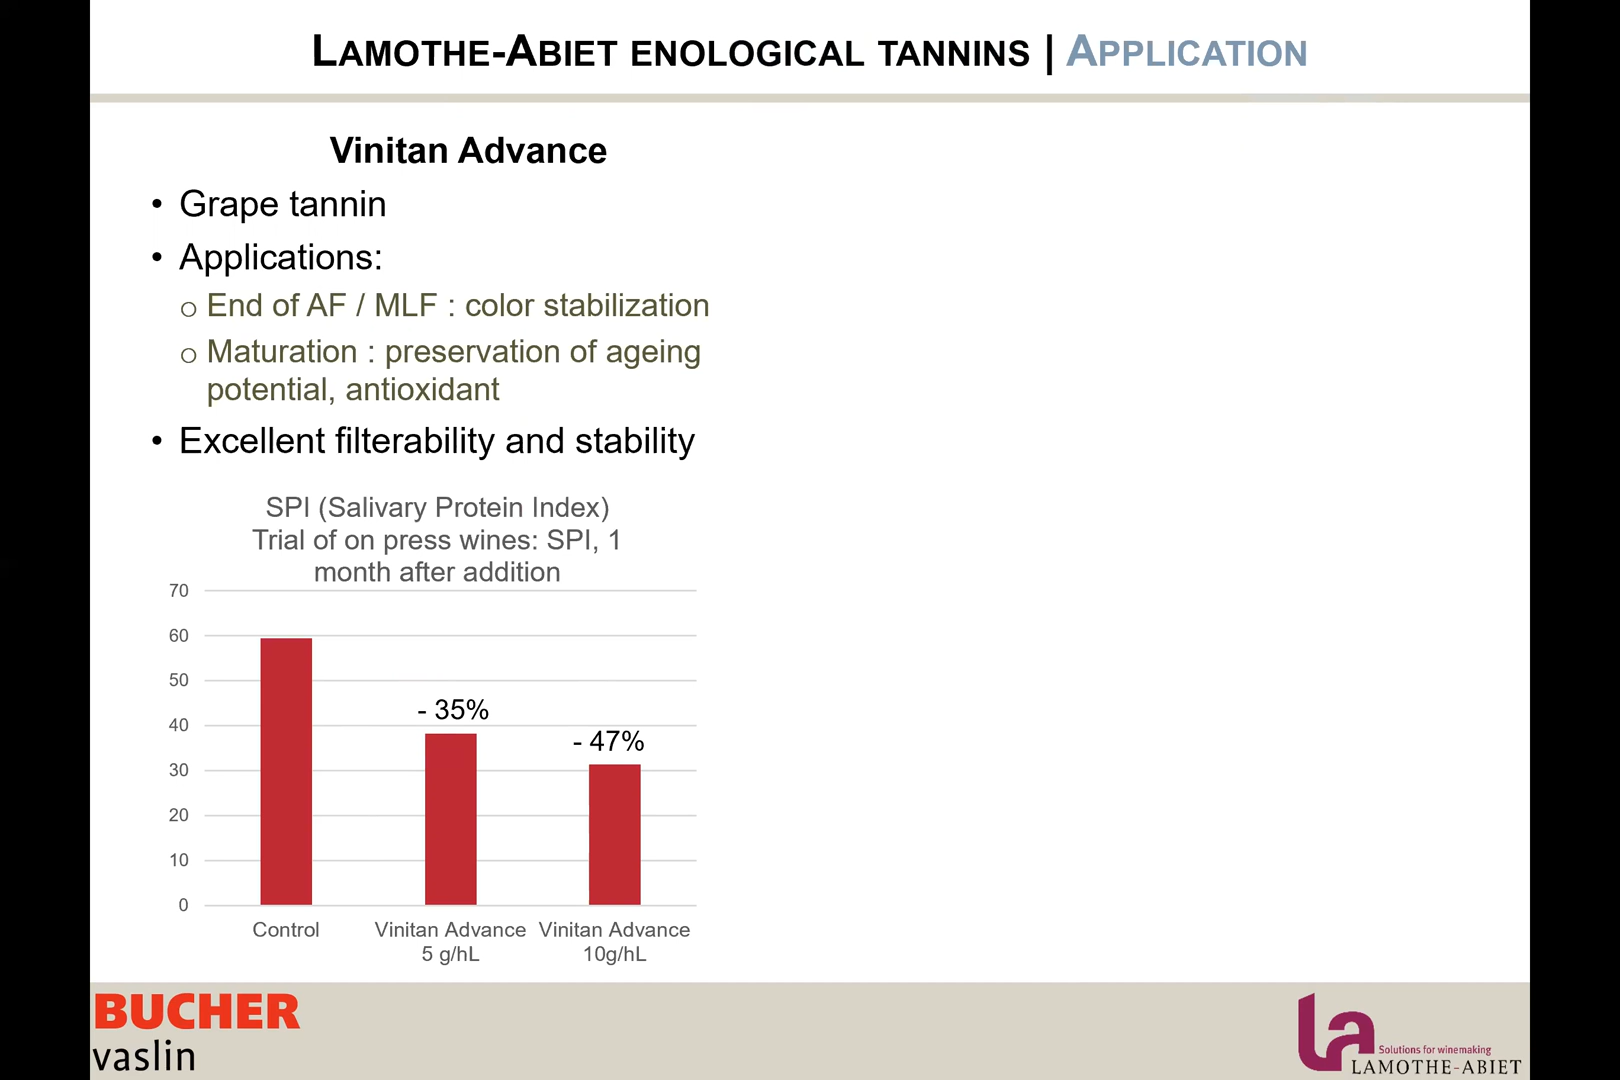 LAMOTHE-ABIET ENOLOGICAL TANNINS | APPLICATION
Vinitan Advance
• Grape tannin
• Applications:
o End of AF / MLF : color stabilization
o Maturation : preservation of ageing
potential, antioxidant
• Excellent filterability and stability
SPI (Salivary Protein Index)
Trial of on press wines: SPI, 1
month after addition
70
60
50
40
30
20
10
0
- 35%
- 47%
Control
Vinitan Advance
5 g/hL
Vinitan Advance
10g/hL
BUCHER
vaslin
la
Solutions for winemaking
LAMOTHE-ABIET